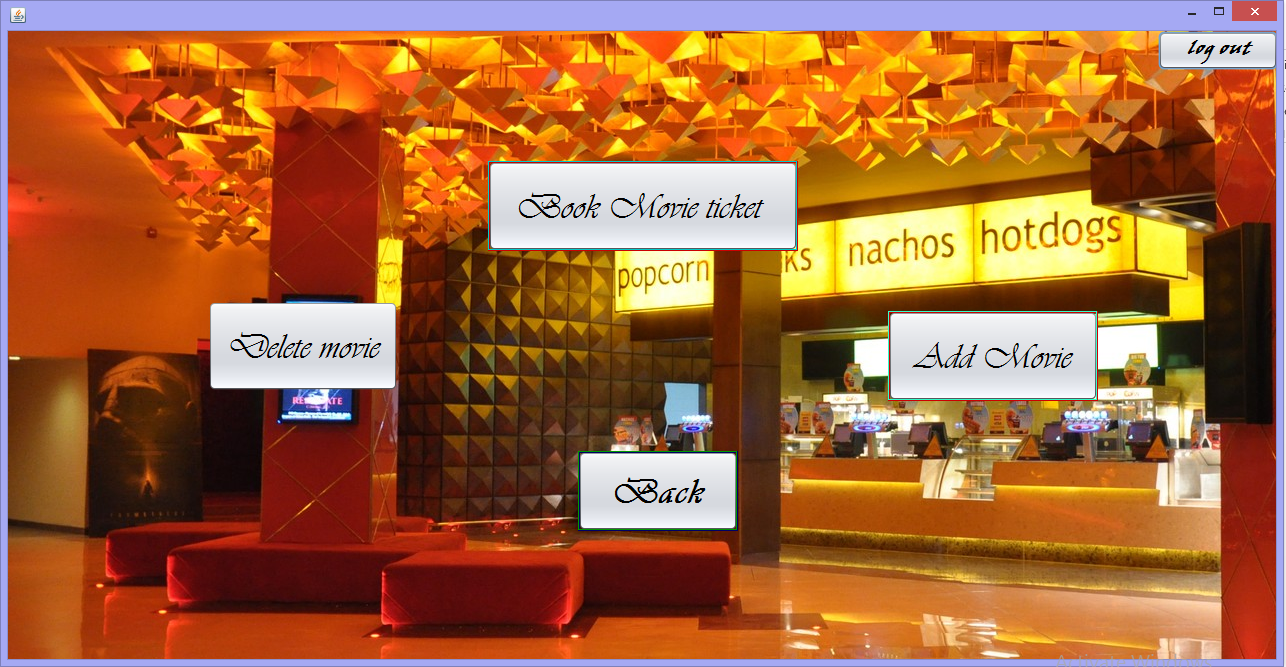 log out
Book Movie ticket
popcorn
ks
nachos
hotdogs
Delete movie
Add Movie
Back